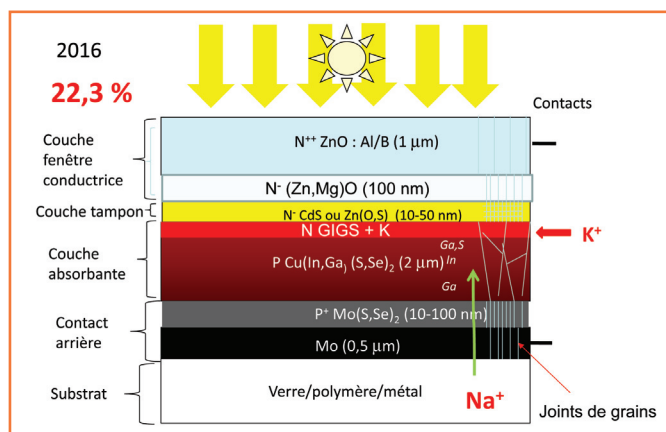 2016
22,3 %
Contacts
Couche
fenêtre
conductrice
N⁺⁺ ZnO : Al/B (1 µm)
N⁻ (Zn,Mg)O (100 nm)
Couche tampon
N⁻ CdS ou Zn(O,S) (10-50 nm)
N GIGS + K
K⁺
Couche
absorbante
Ga,S
P Cu(In,Ga) (S,Se)₂ (2 µm)
In
Ga
Contact
arrière
P⁺ Mo(S,Se)₂ (10-100 nm)
Mo (0,5 µm)
Substrat
Verre/polymère/métal
Na⁺
Joints de grains